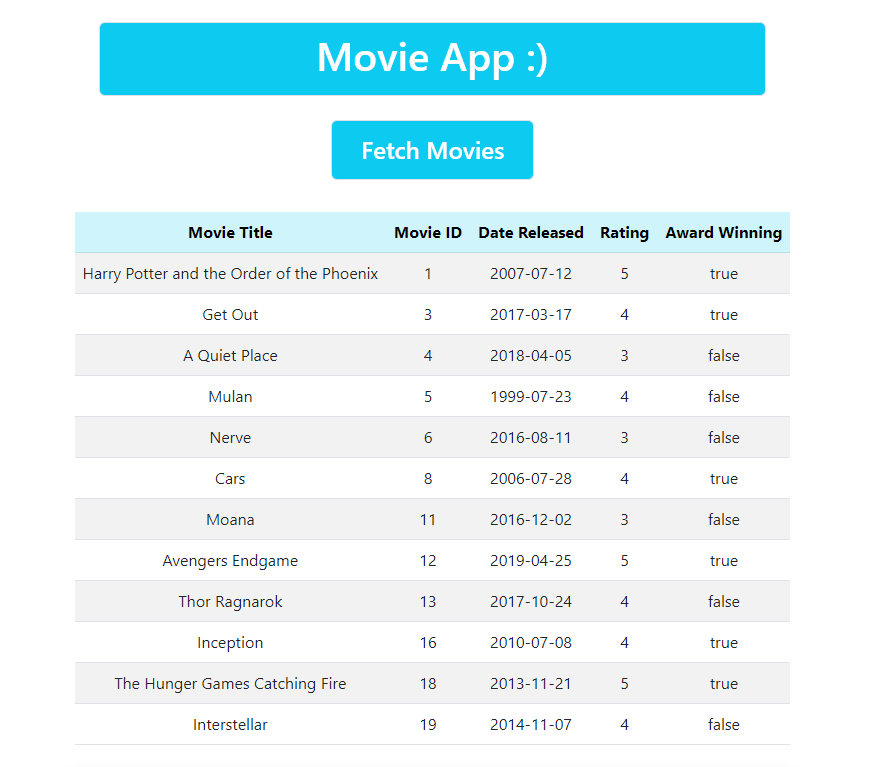 Movie App :)
Fetch Movies
Movie Title Movie ID Date Released Rating Award Winning
Harry Potter and the Order of the Phoenix 1 2007-07-12 5 true
Get Out 3 2017-03-17 4 true
A Quiet Place 4 2018-04-05 3 false
Mulan 5 1999-07-23 4 false
Nerve 6 2016-08-11 3 false
Cars 8 2006-07-28 4 true
Moana 11 2016-12-02 3 false
Avengers Endgame 12 2019-04-25 5 true
Thor Ragnarok 13 2017-10-24 4 false
Inception 16 2010-07-08 4 true
The Hunger Games Catching Fire 18 2013-11-21 5 true
Interstellar 19 2014-11-07 4 false